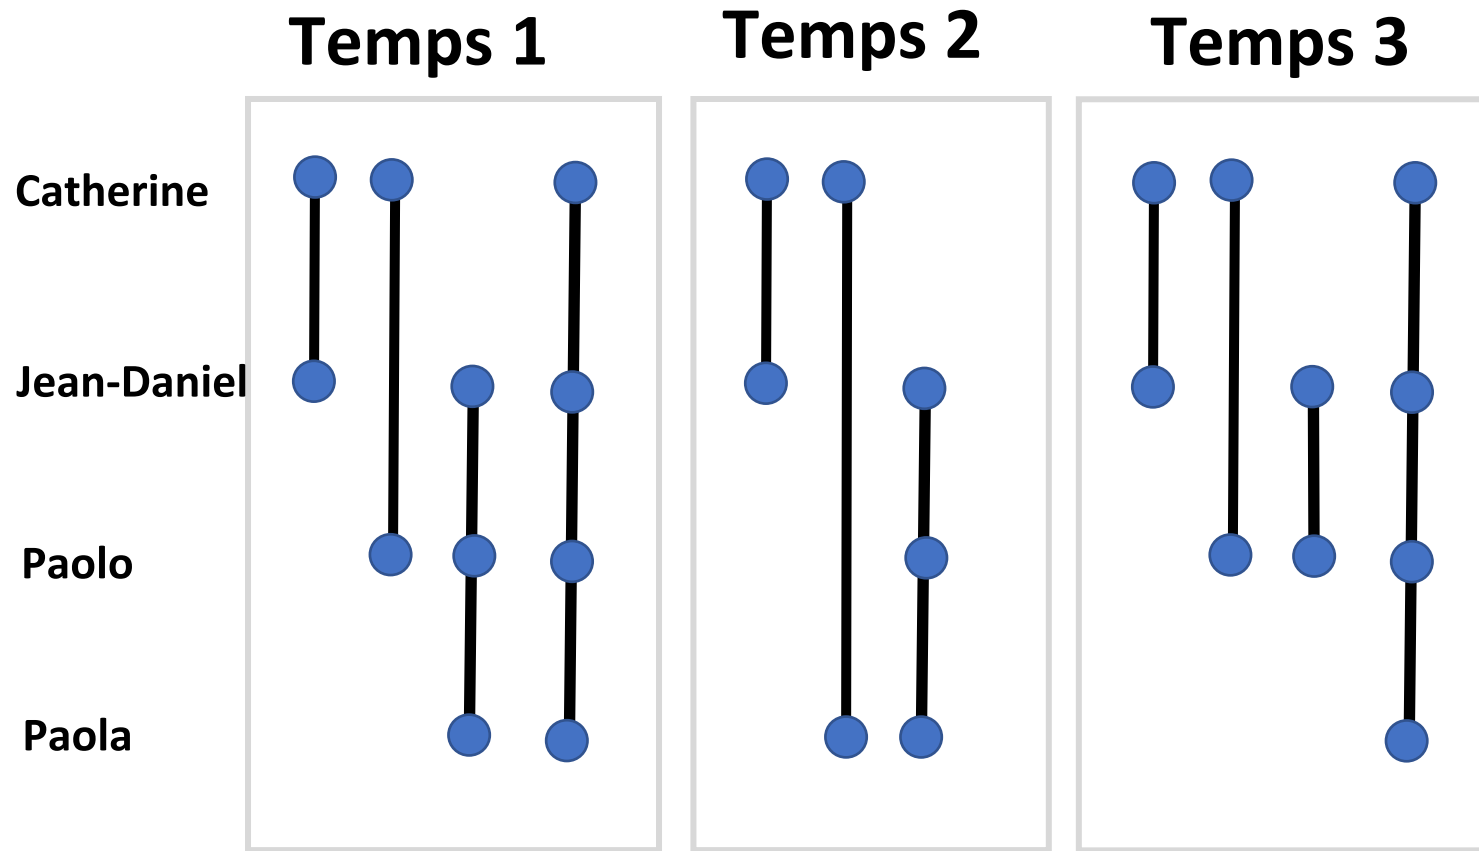 Temps 1
Temps 2
Temps 3
Catherine
Jean-Daniel
Paolo
Paola